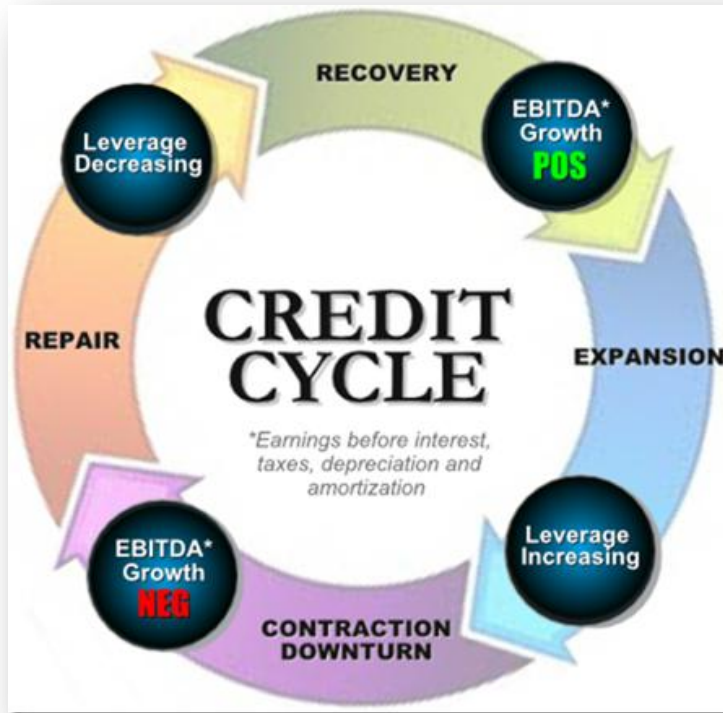 RECOVERY
EBITDA*
Growth
POS
Leverage
Decreasing
CREDIT
CYCLE
*Earnings before interest,
taxes, depreciation and
amortization
REPAIR
EXPANSION
Leverage
Increasing
EBITDA*
Growth
NEG
CONTRACTION
DOWNTURN